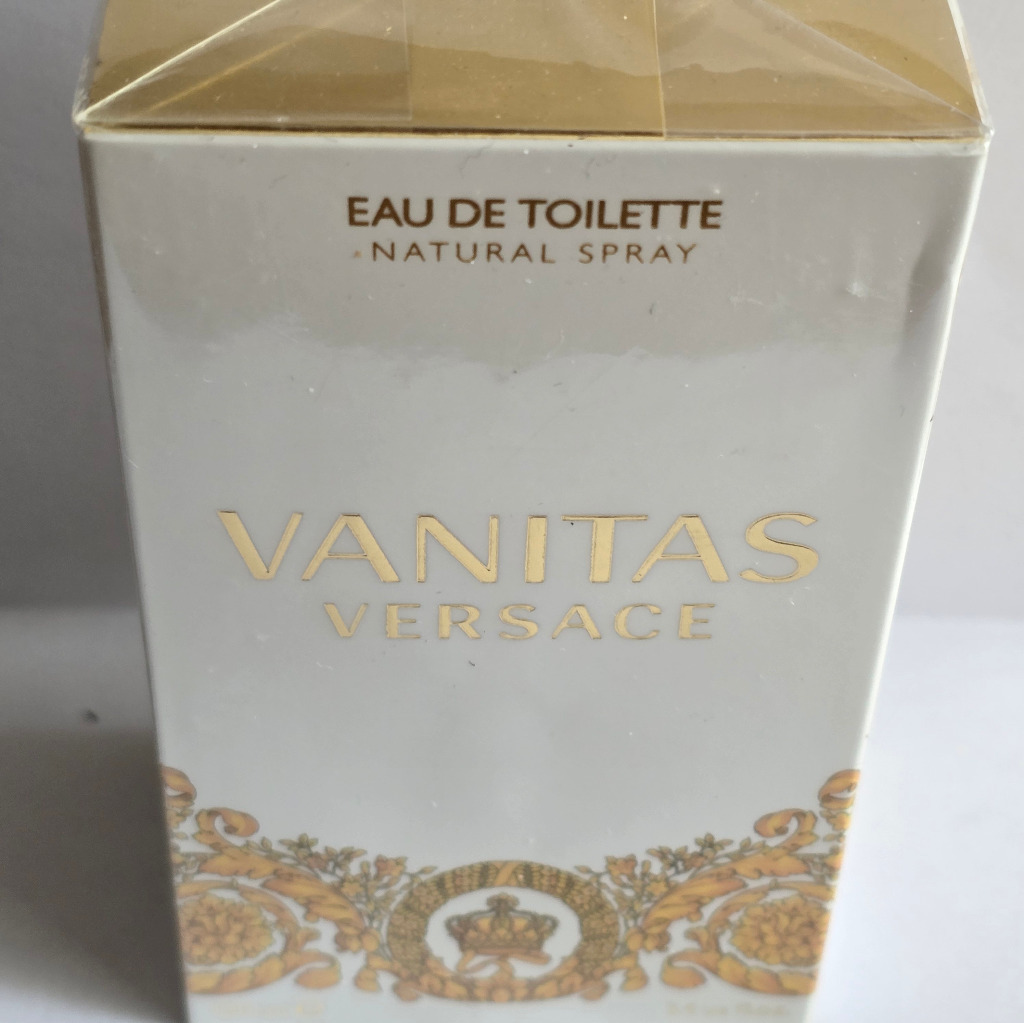 EAU DE TOILETTE
NATURAL SPRAY
VANITAS
VERSACE